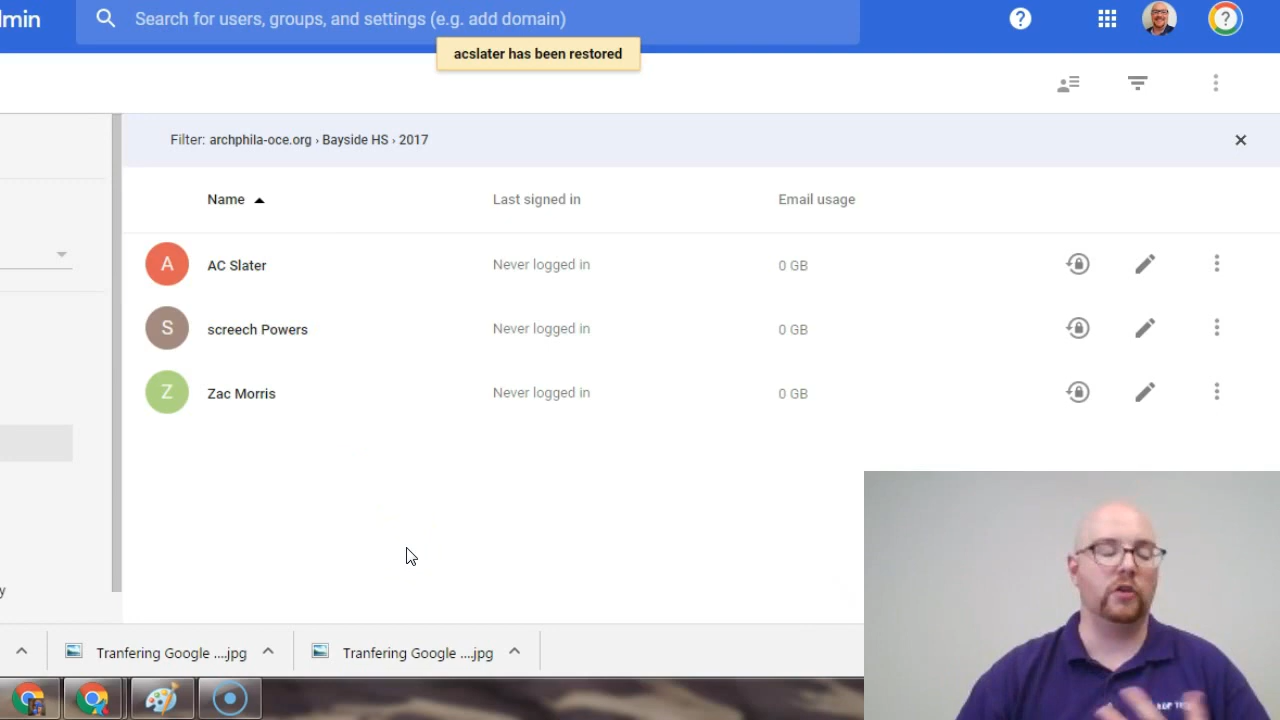 dmin
Search for users, groups, and settings (e.g. add domain)
acslater has been restored
Filter: archphila-oce.org › Bayside HS › 2017
Name
Last signed in
Email usage
A
AC Slater
Never logged in
0 GB
S
screech Powers
Never logged in
0 GB
Z
Zac Morris
Never logged in
0 GB
y
Tranfering Google ....jpg
Tranfering Google ....jpg